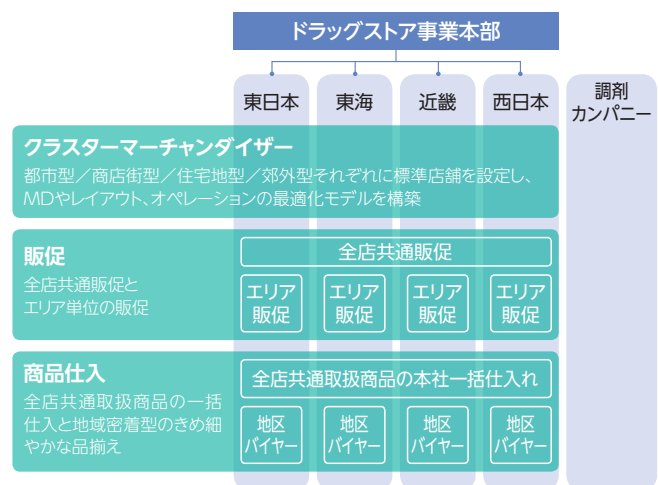 ドラッグストア事業本部
東日本
東海
近畿
西日本
調剤
カンパニー
クラスターマーチャンダイザー
都市型／商店街型／住宅地型／郊外型それぞれに標準店舗を設定し、
MDやレイアウト、オペレーションの最適化モデルを構築
販促
全店共通販促と
エリア単位の販促
全店共通販促
エリア
販促
エリア
販促
エリア
販促
エリア
販促
商品仕入
全店共通取扱商品の一括
仕入と地域密着型のきめ細
やかな品揃え
全店共通取扱商品の本社一括仕入れ
地区
バイヤー
地区
バイヤー
地区
バイヤー
地区
バイヤー